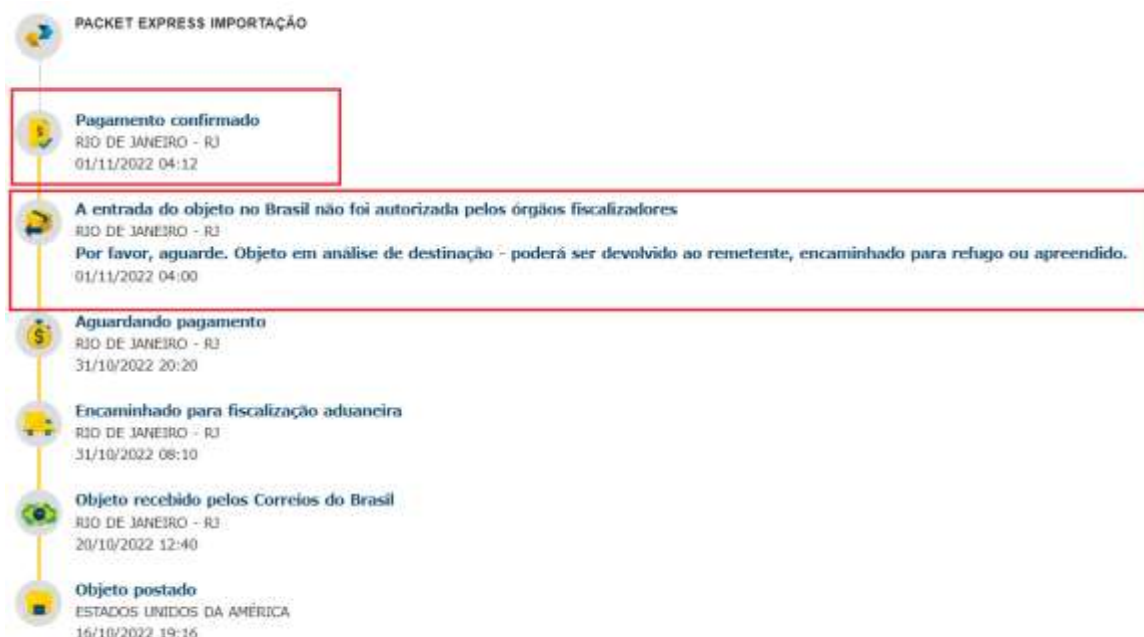 PACKET EXPRESS IMPORTAÇÃO
Pagamento confirmado
RIO DE JANEIRO - RJ
01/11/2022 04:12
A entrada do objeto no Brasil não foi autorizada pelos órgãos fiscalizadores
RIO DE JANEIRO - RJ
Por favor, aguarde. Objeto em análise de destinação - poderá ser devolvido ao remetente, encaminhado para refugo ou apreendido.
01/11/2022 04:00
Aguardando pagamento
RIO DE JANEIRO - RJ
31/10/2022 20:20
Encaminhado para fiscalização aduaneira
RIO DE JANEIRO - RJ
31/10/2022 08:10
Objeto recebido pelos Correios do Brasil
RIO DE JANEIRO - RJ
20/10/2022 12:40
Objeto postado
ESTADOS UNIDOS DA AMÉRICA
16/10/2022 19:16